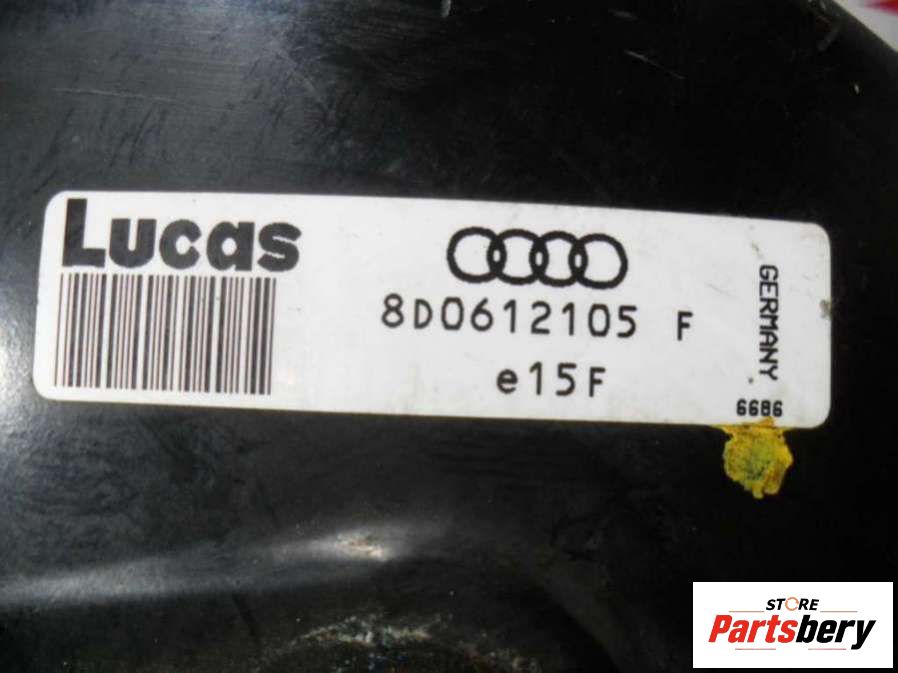 Lucas
8D0612105 F
e15F
GERMANY
6686
STORE
Partsbery